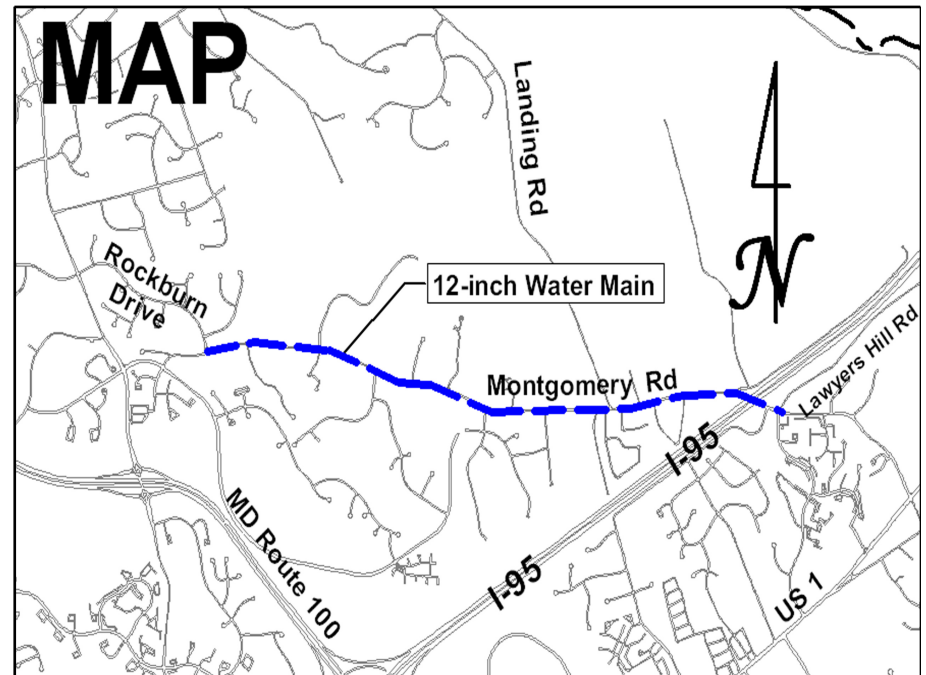 MAP
Landing Rd
N
Rockburn
Drive
12-inch Water Main
Montgomery Rd
Lawyers Hill Rd
I-95
MD Route 100
I-95
US 1